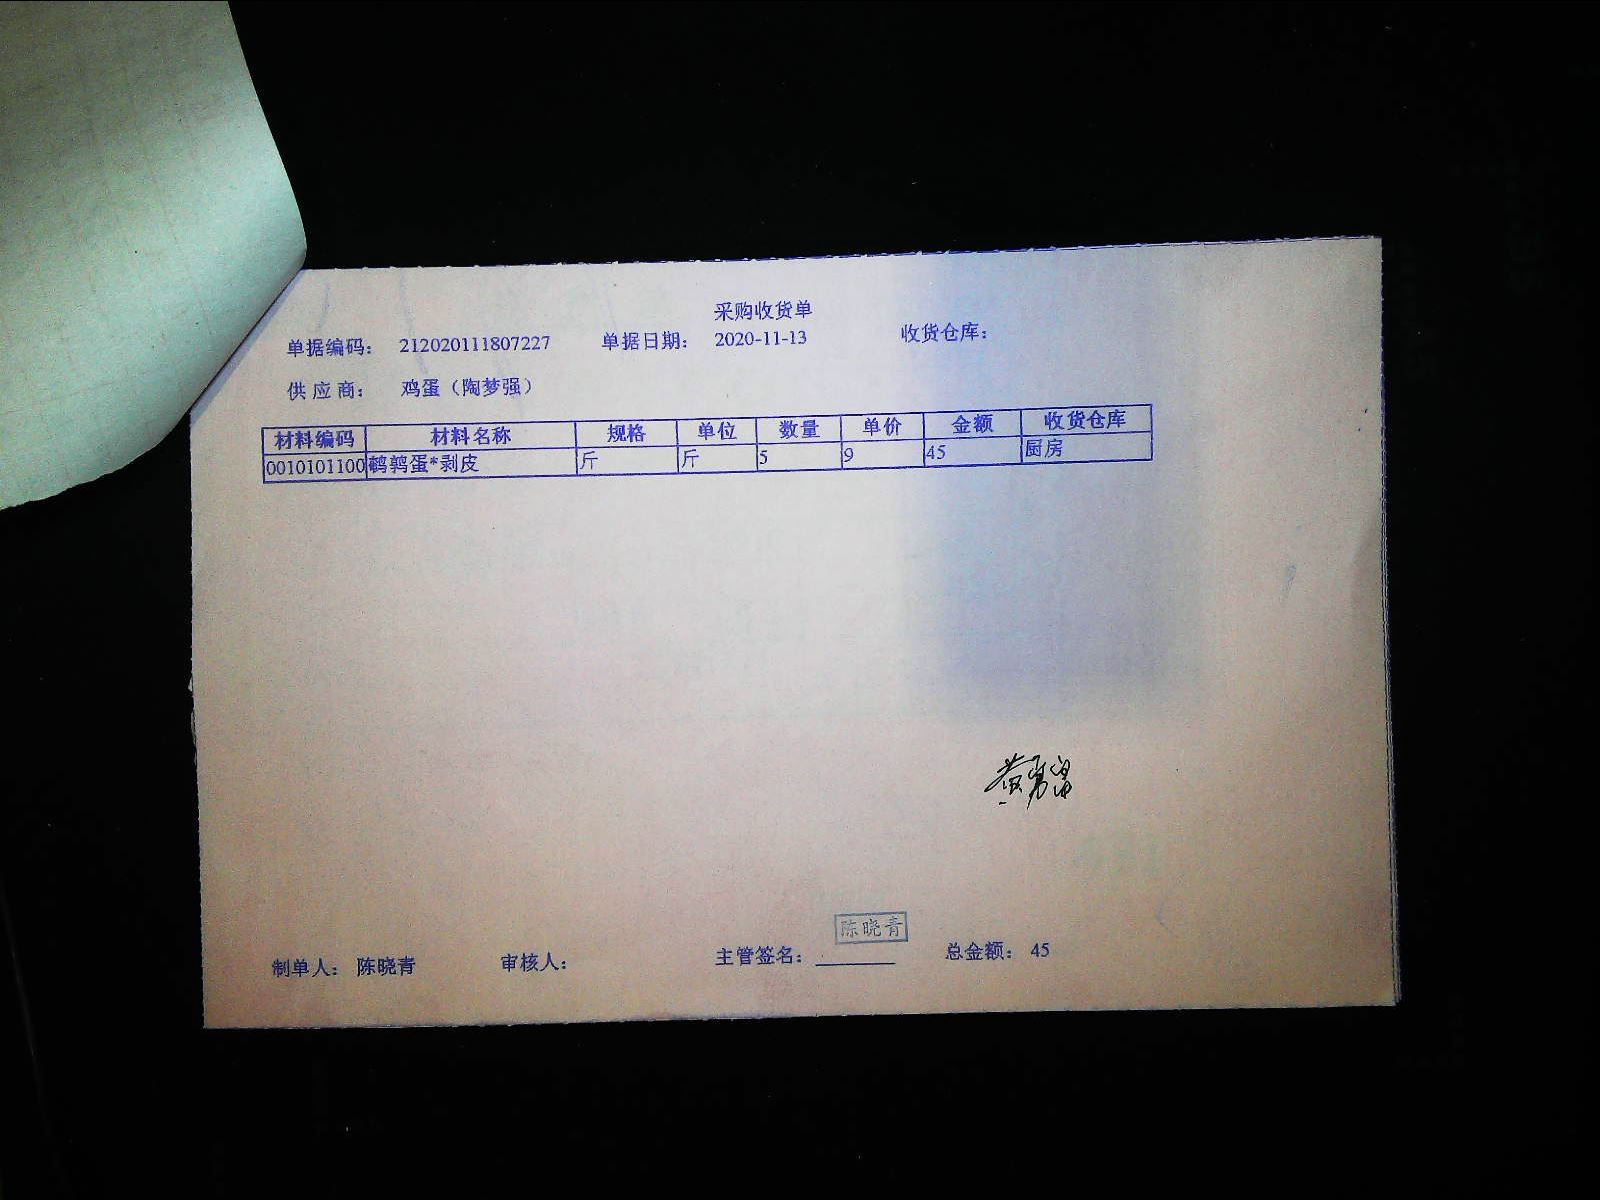 采购收货单
单据编码： 212020111807227 单据日期： 2020-11-13 收货仓库：
供应商： 鸡蛋（陶梦强）
材料编码 材料名称 规格 单位 数量 单价 金额 收货仓库
0010101100 鹌鹑蛋*剥皮 斤 斤 5 9 45 厨房
陈晓青
制单人： 陈晓青 审核人： 主管签名： 总金额： 45